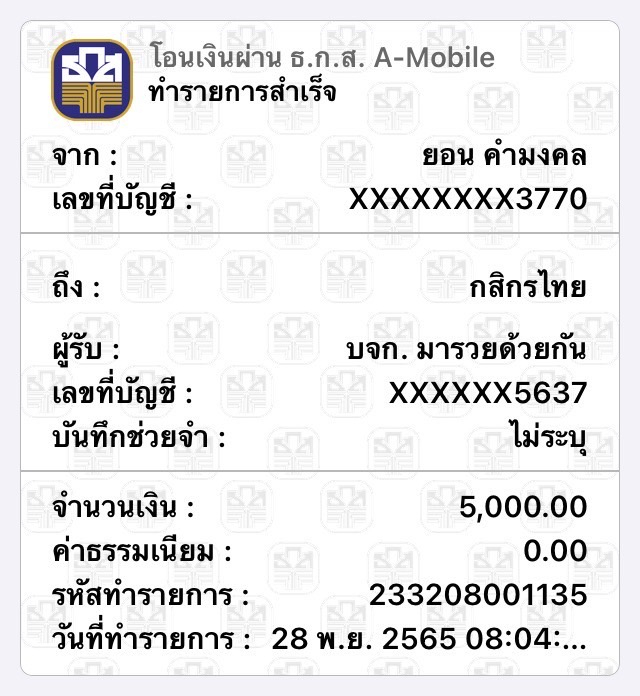 โอนเงินผ่าน ธ.ก.ส. A-Mobile
ทำรายการสำเร็จ
จาก : ยอน คำมงคล
เลขที่บัญชี : XXXXXXXX3770
ถึง : กสิกรไทย
ผู้รับ : บจก. มารวยด้วยกัน
เลขที่บัญชี : XXXXXX5637
บันทึกช่วยจำ : ไม่ระบุ
จำนวนเงิน : 5,000.00
ค่าธรรมเนียม : 0.00
รหัสทำรายการ : 233208001135
วันที่ทำรายการ : 28 พ.ย. 2565 08:04:...